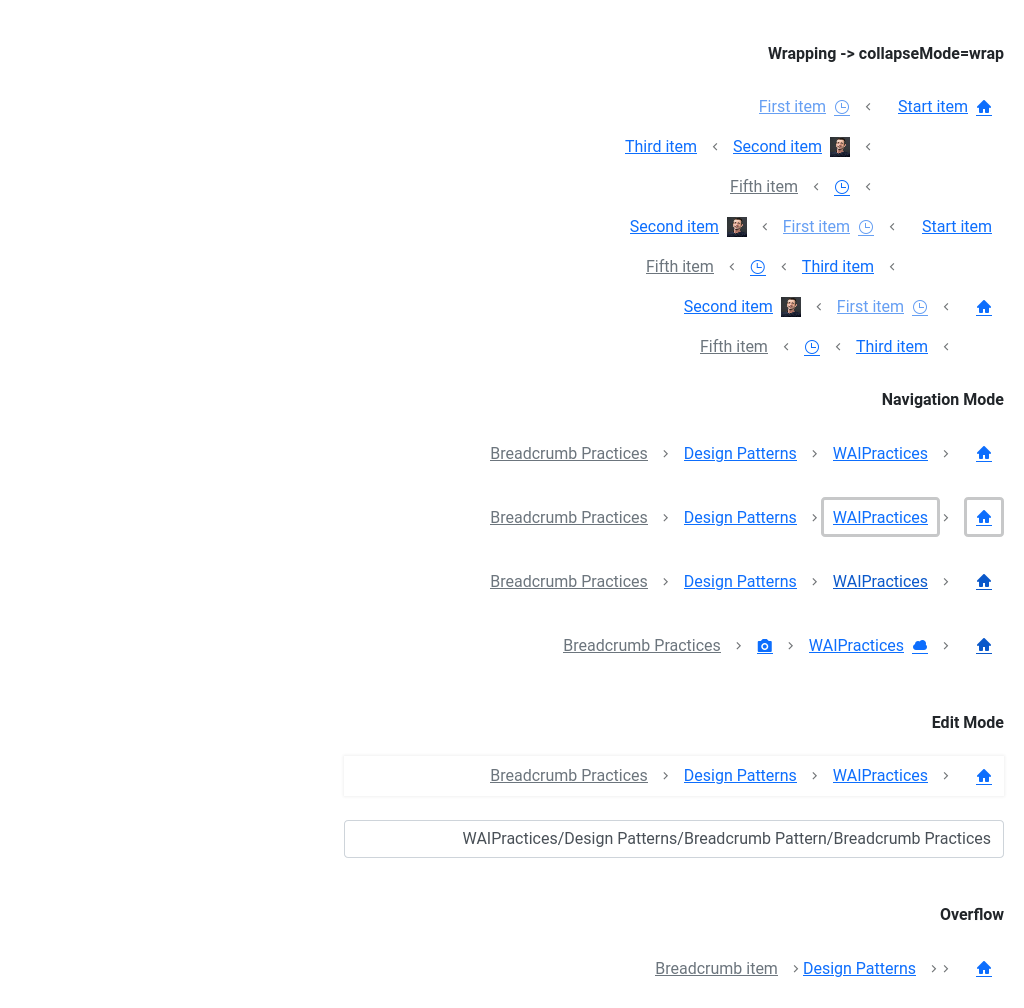 Wrapping -> collapseMode=wrap
Start item First item
Second item Third item
Fifth item
Start item First item Second item
Third item Fifth item
First item Second item
Third item Fifth item
Navigation Mode
WAIPractices Design Patterns Breadcrumb Practices
WAIPractices Design Patterns Breadcrumb Practices
WAIPractices Design Patterns Breadcrumb Practices
WAIPractices Breadcrumb Practices
Edit Mode
WAIPractices Design Patterns Breadcrumb Practices
WAIPractices/Design Patterns/Breadcrumb Pattern/Breadcrumb Practices
Overflow
Design Patterns Breadcrumb item